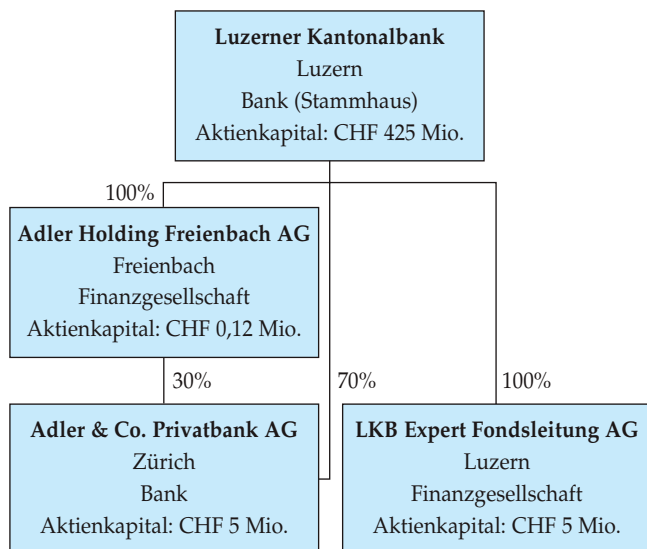 Luzerner Kantonalbank
Luzern
Bank (Stammhaus)
Aktienkapital: CHF 425 Mio.
100%
Adler Holding Freienbach AG
Freienbach
Finanzgesellschaft
Aktienkapital: CHF 0,12 Mio.
30%
70%
100%
Adler & Co. Privatbank AG
Zürich
Bank
Aktienkapital: CHF 5 Mio.
LKB Expert Fondsleitung AG
Luzern
Finanzgesellschaft
Aktienkapital: CHF 5 Mio.